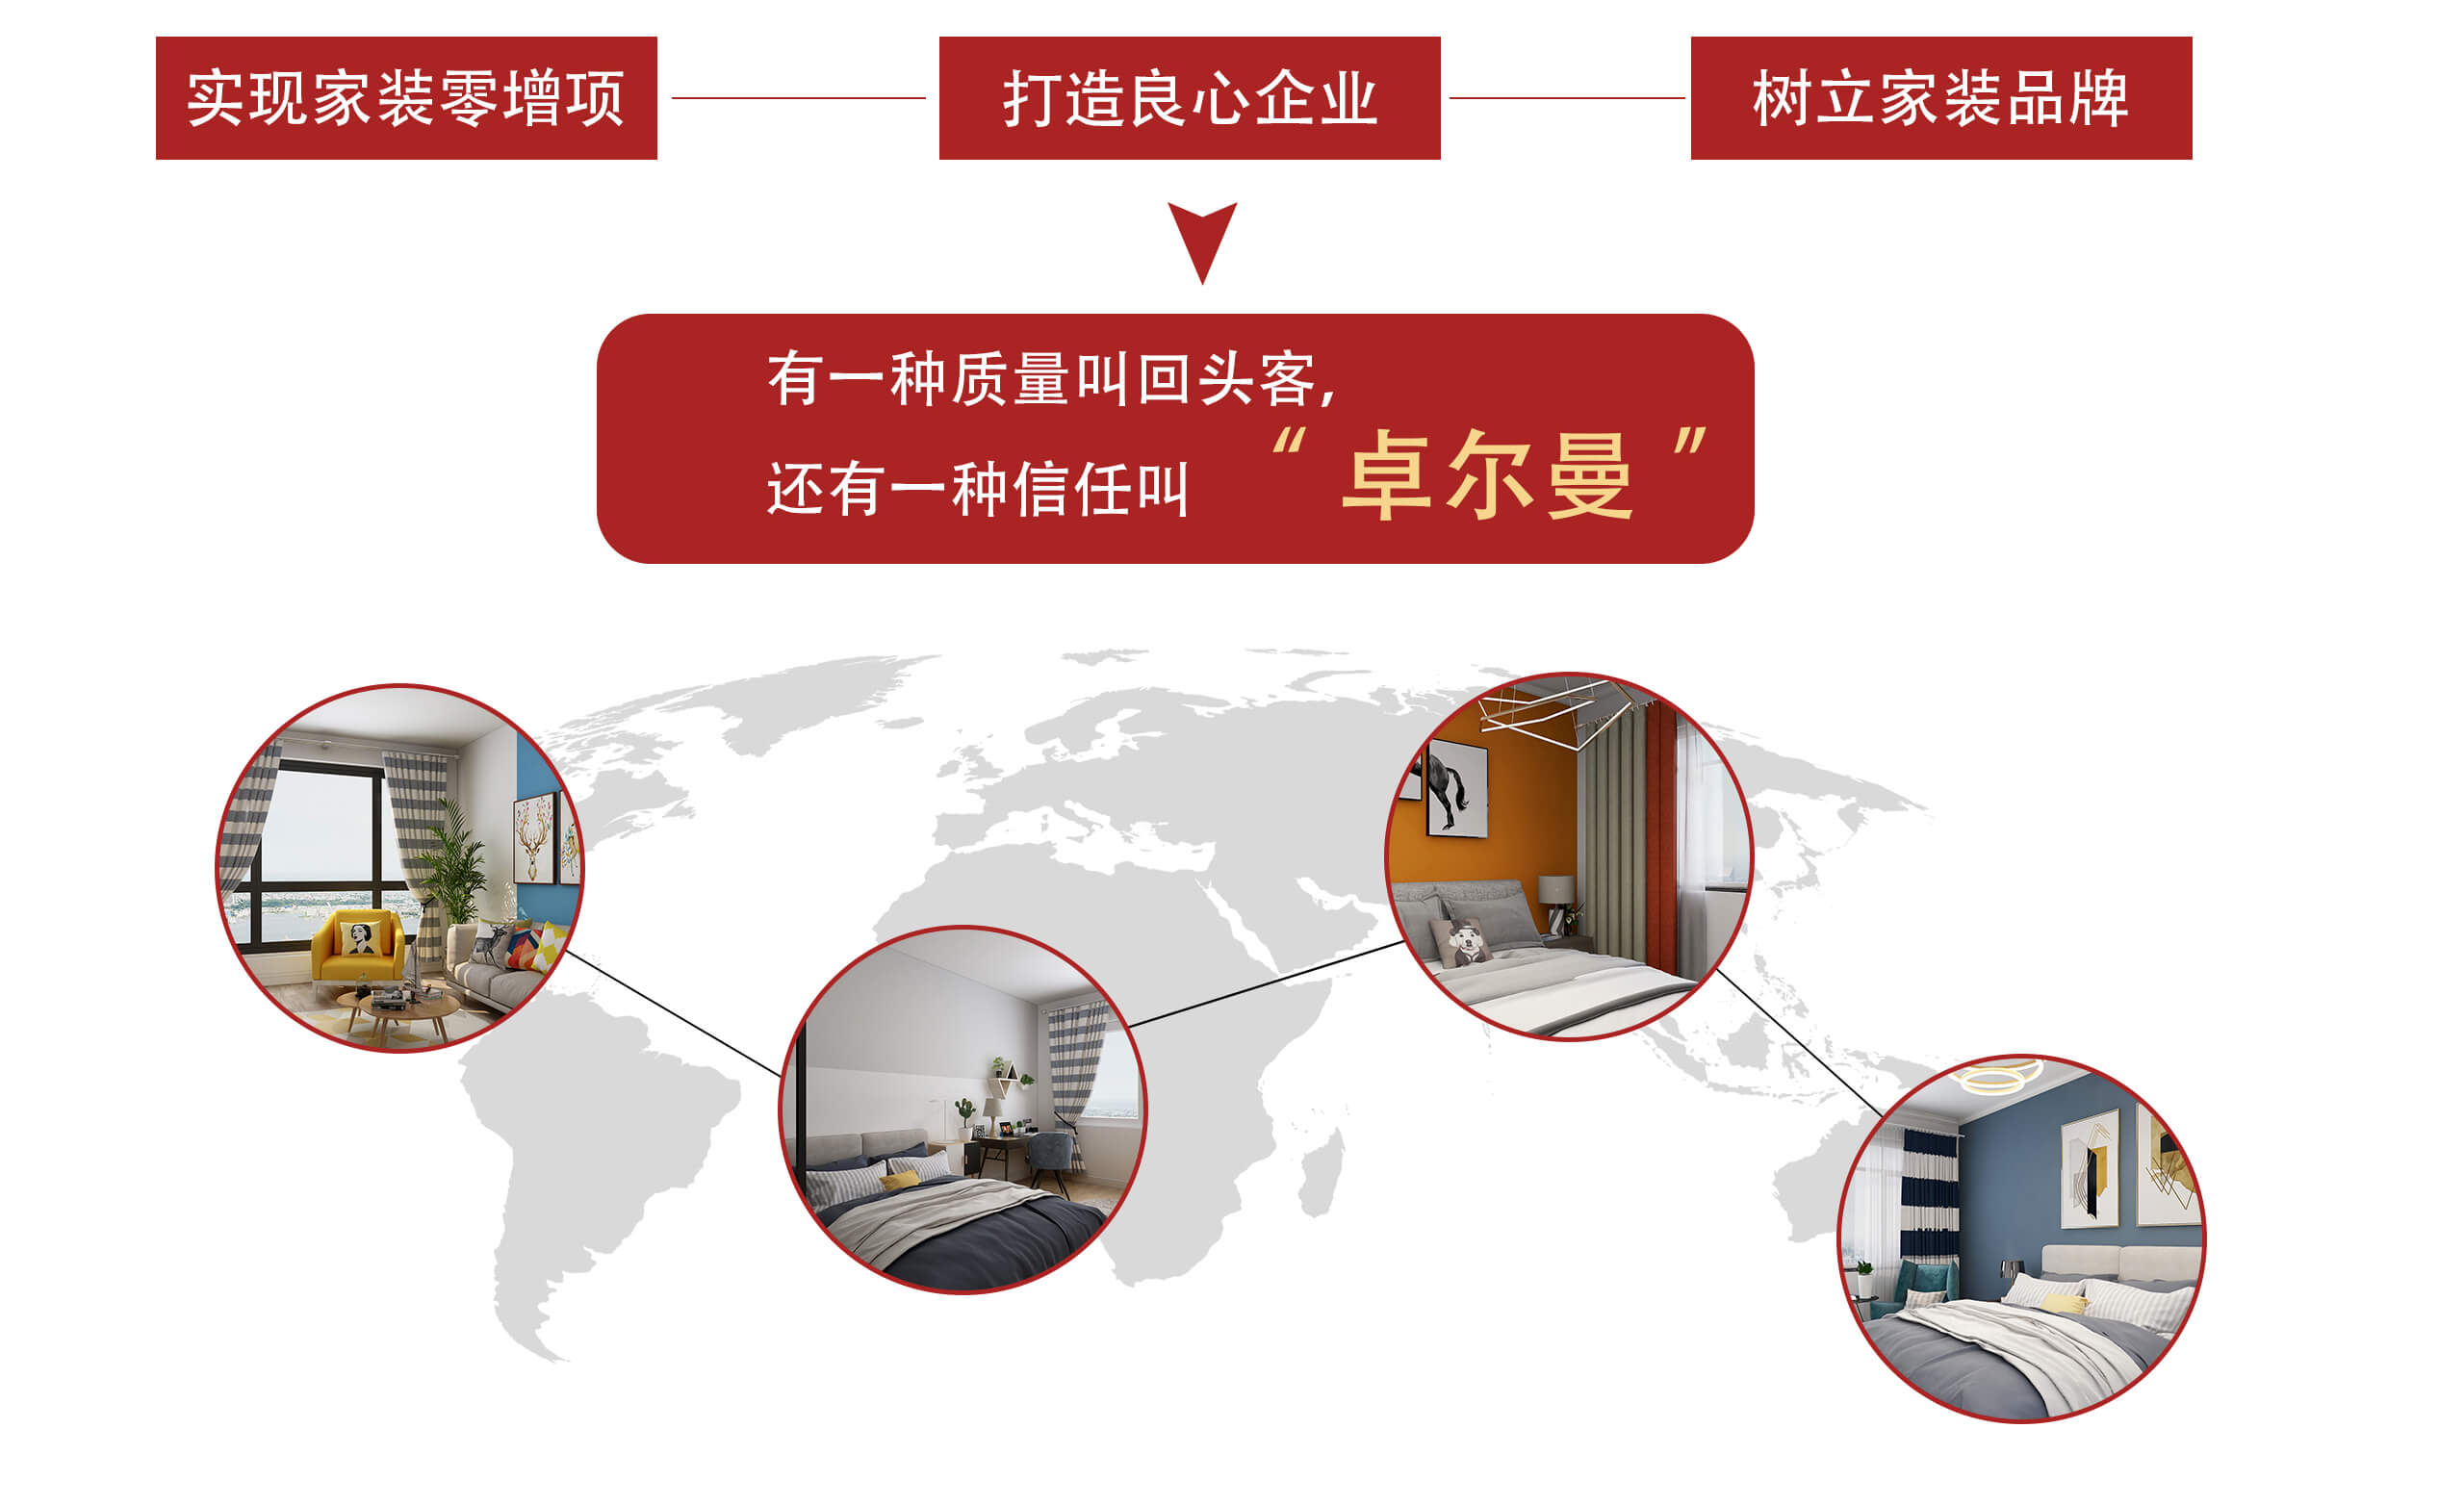 实现家装零增项
打造良心企业
树立家装品牌
有一种质量叫回头客,
还有一种信任叫 “卓尔曼”